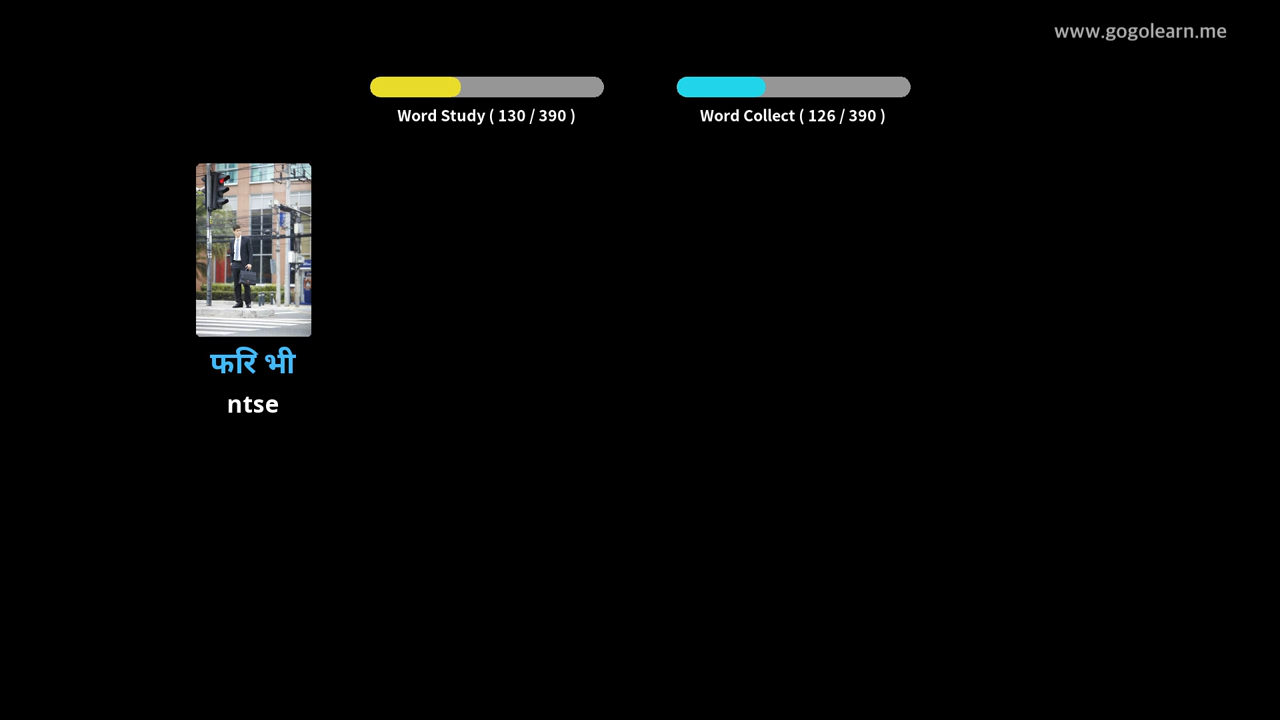 www.gogolearn.me
Word Study ( 130 / 390 )
Word Collect ( 126 / 390 )
फरि भी
ntse